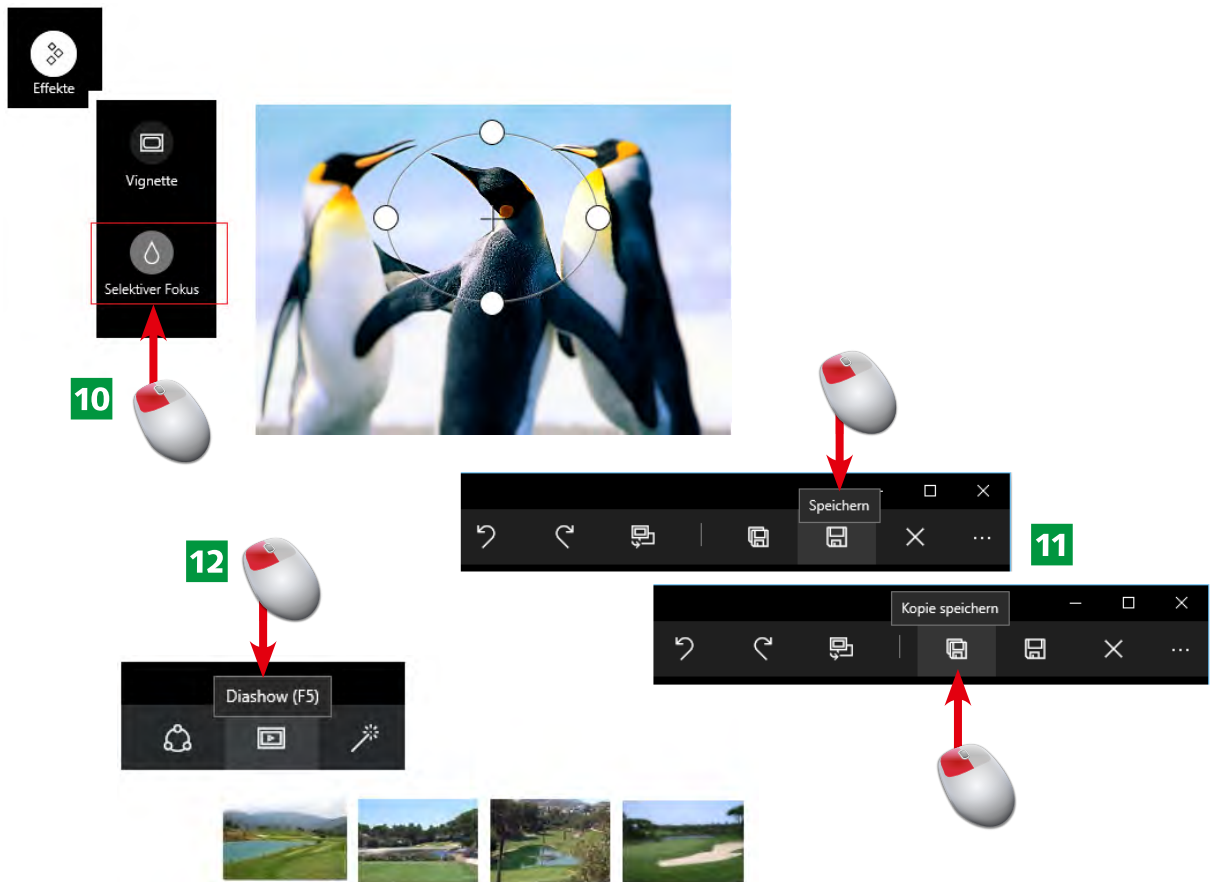 Effekte
Vignette
Selektiver Fokus
10
Speichern
11
Kopie speichern
12
Diashow (F5)